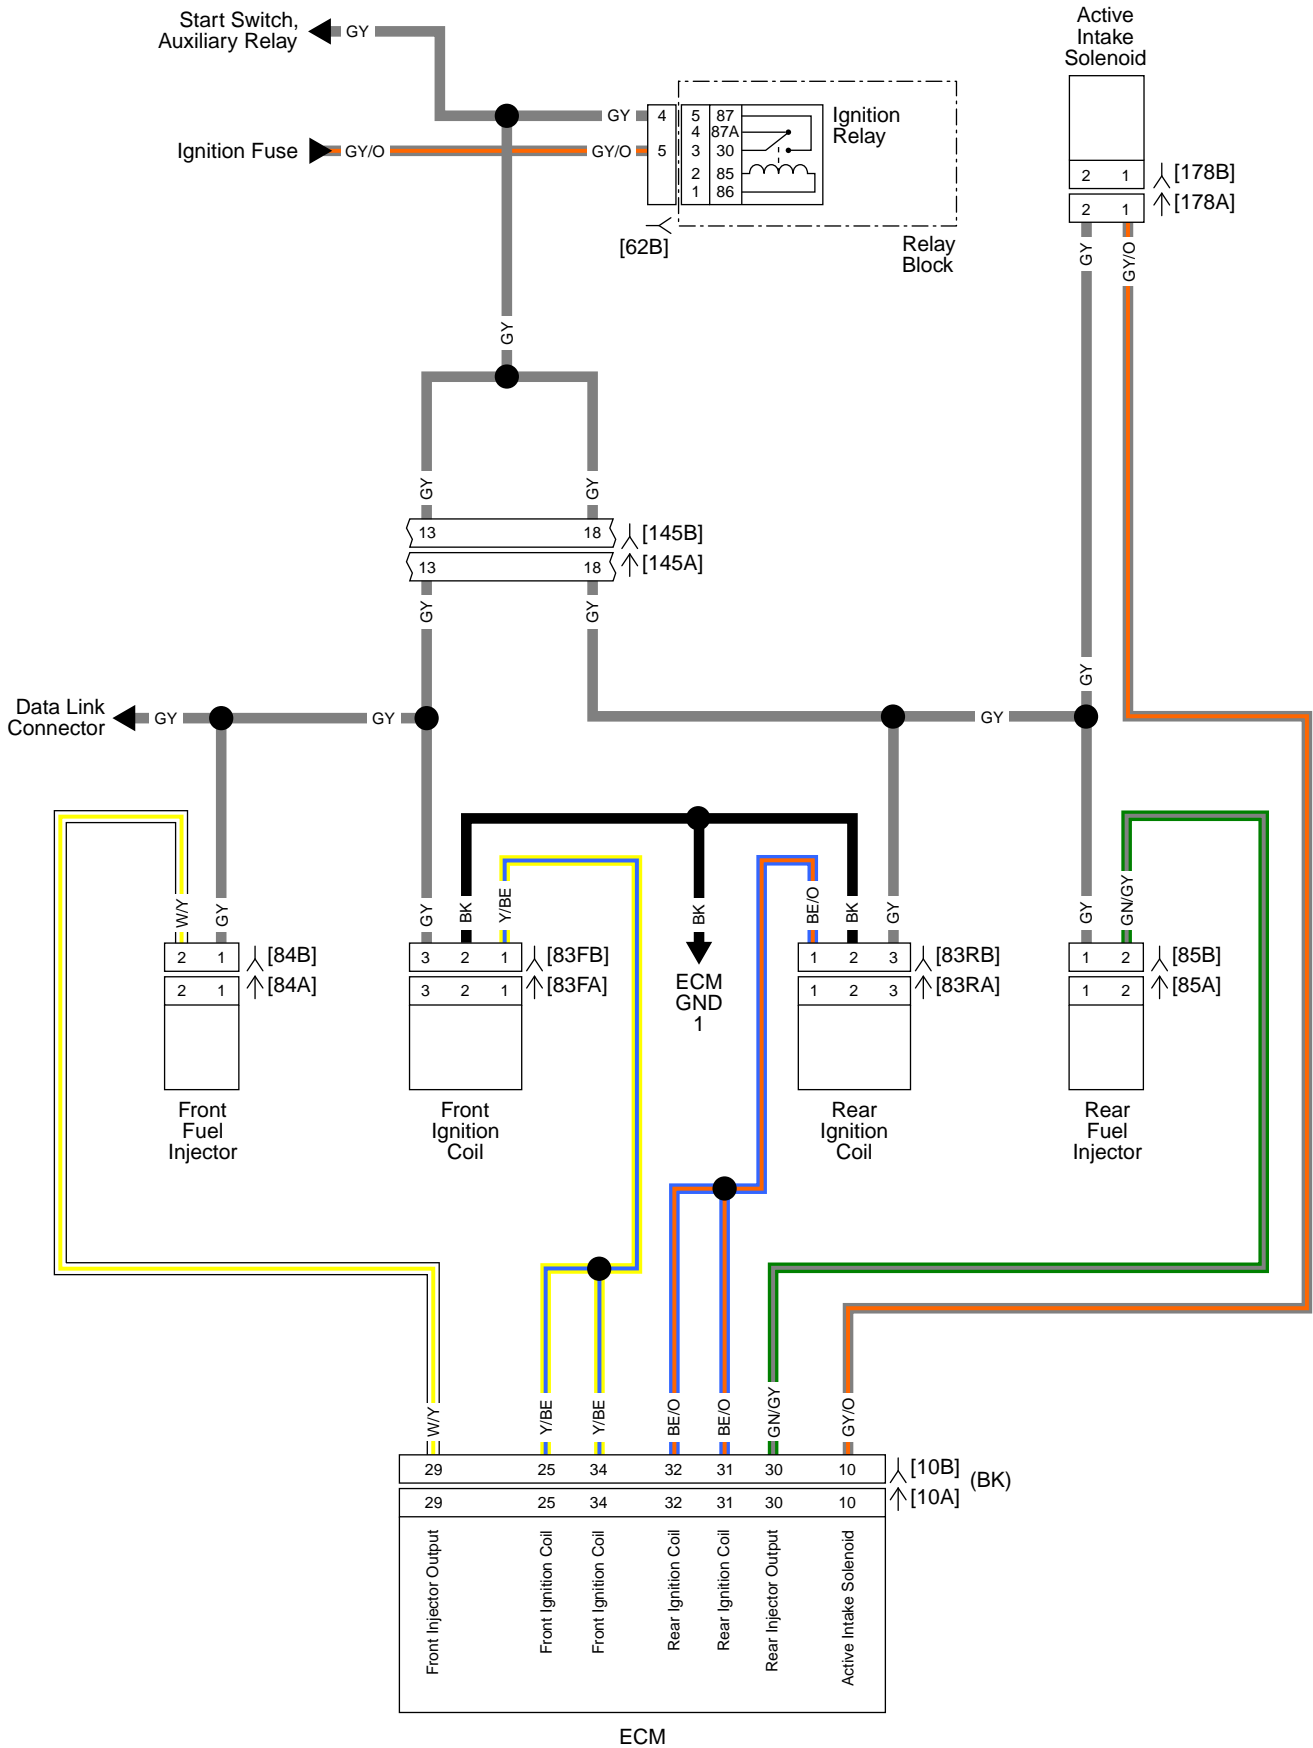 Start Switch,
Auxiliary Relay
GY
Active
Intake
Solenoid
GY
4
5 87
4 87A
3 30
2 85
1 86
Ignition
Relay
Ignition Fuse
GY/O
GY/O
5
[62B]
Relay
Block
2 1
[178B]
2 1
[178A]
GY
GY/O
GY
GY
GY
13
18
[145B]
13
18
[145A]
GY
GY
GY
Data Link
Connector
GY
GY
GY
W/Y
GY
GY
BK
Y/BE
BK
BE/O
BK
GY
GY
GN/GY
2 1
[84B]
3 2 1
[83FB]
1 2 3
[83RB]
1 2
[85B]
2 1
[84A]
3 2 1
[83FA]
1 2 3
[83RA]
1 2
[85A]
ECM
GND
1
Front
Fuel
Injector
Front
Ignition
Coil
Rear
Ignition
Coil
Rear
Fuel
Injector
W/Y
Y/BE
Y/BE
BE/O
BE/O
GN/GY
GY/O
29 25 34 32 31 30 10
[10B]
(BK)
29 25 34 32 31 30 10
[10A]
Front Injector Output
Front Ignition Coil
Front Ignition Coil
Rear Ignition Coil
Rear Ignition Coil
Rear Injector Output
Active Intake Solenoid
ECM